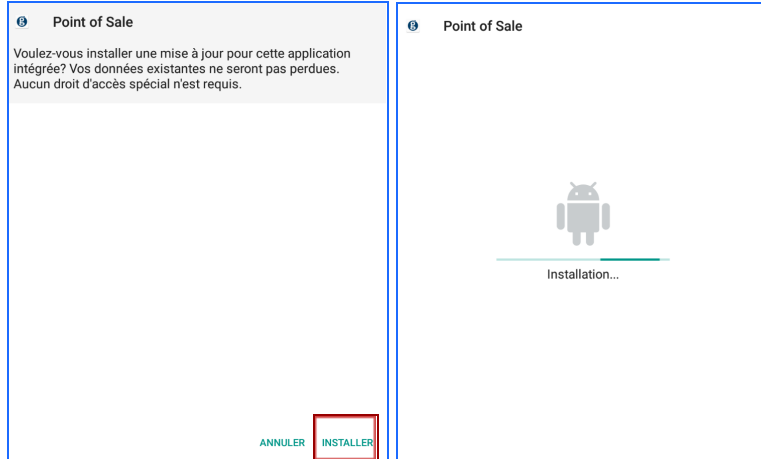 Point of Sale
Voulez-vous installer une mise à jour pour cette application
intégrée? Vos données existantes ne seront pas perdues.
Aucun droit d'accès spécial n'est requis.
ANNULER INSTALLER
Point of Sale
Installation...